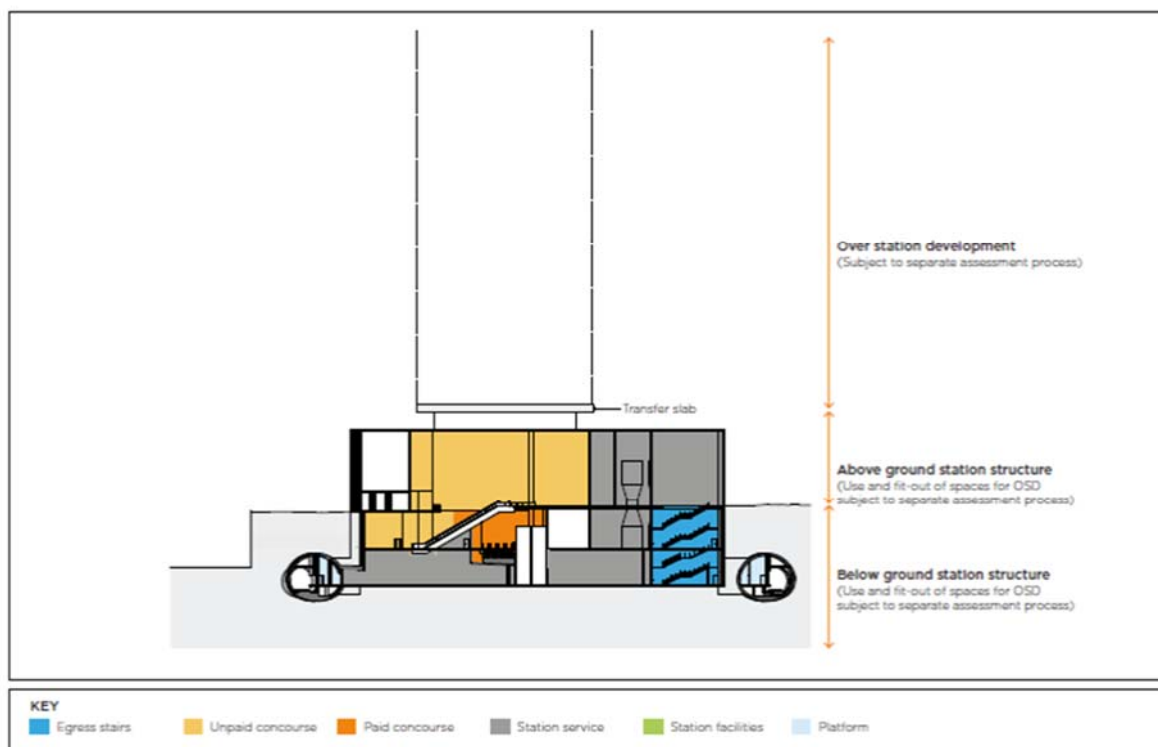 Over station development
(Subject to separate assessment process)
Transfer slab
Above ground station structure
(Use and fit-out of spaces for OSD
subject to separate assessment process)
Below ground station structure
(Use and fit-out of spaces for OSD
subject to separate assessment process)
KEY
Egress stairs
Unpaid concourse
Paid concourse
Station service
Station facilities
Platform